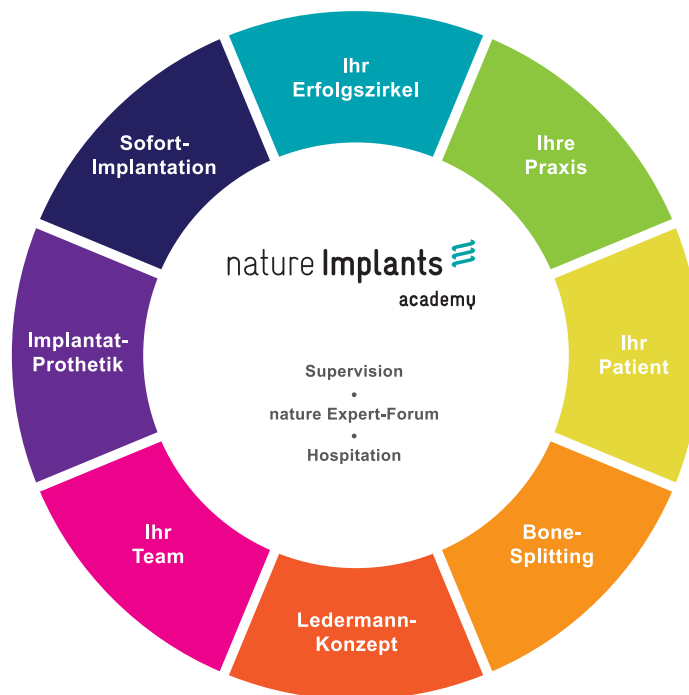 Ihr
Erfolgszirkel
Ihre
Praxis
Ihr
Patient
Bone-
Splitting
Ledermann-
Konzept
Ihr
Team
Implantat-
Prothetik
Sofort-
Implantation
nature Implants
academy
Supervision
•
nature Expert-Forum
•
Hospitation